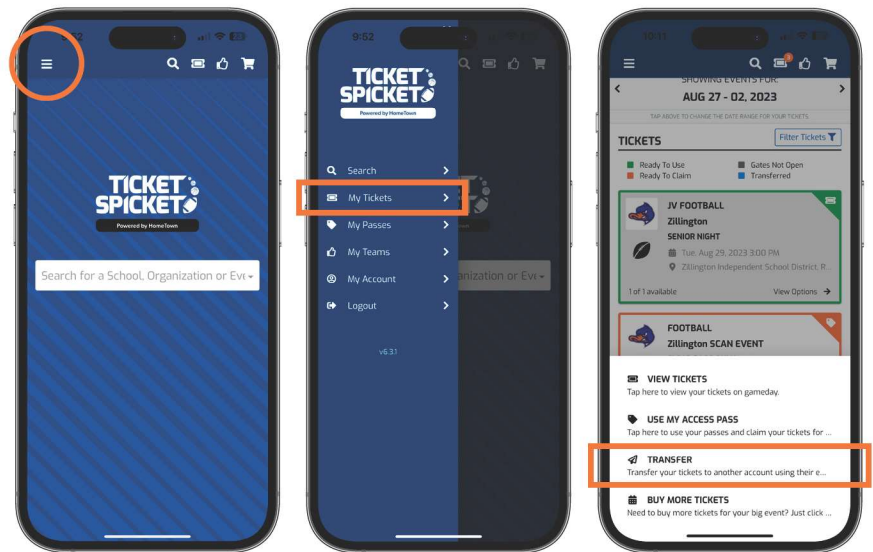 9:52
TICKET
SPICKET
Powered by HomeTown
Search for a School, Organization or Eve
9:52
TICKET
SPICKET
Powered by HomeTown
Search
My Tickets
My Passes
My Teams
My Account
Logout
v6.3.1
anization or Eve
10:11
SHOWING EVENTS FOR:
AUG 27 - 02, 2023
TAP ABOVE TO CHANGE THE DATE RANGE FOR YOUR TICKETS
TICKETS
Filter Tickets
Ready To Use
Gates Not Open
Ready To Claim
Transferred
JV FOOTBALL
Zillington
SENIOR NIGHT
Tue, Aug 29, 2023 3:00 PM
Zillington Independent School District, R...
1 of 1 available
View Options →
FOOTBALL
Zillington SCAN EVENT
VIEW TICKETS
Tap here to view your tickets on gameday.
USE MY ACCESS PASS
Tap here to use your passes and claim your tickets for ...
TRANSFER
Transfer your tickets to another account using their e...
BUY MORE TICKETS
Need to buy more tickets for your big event? Just click ...